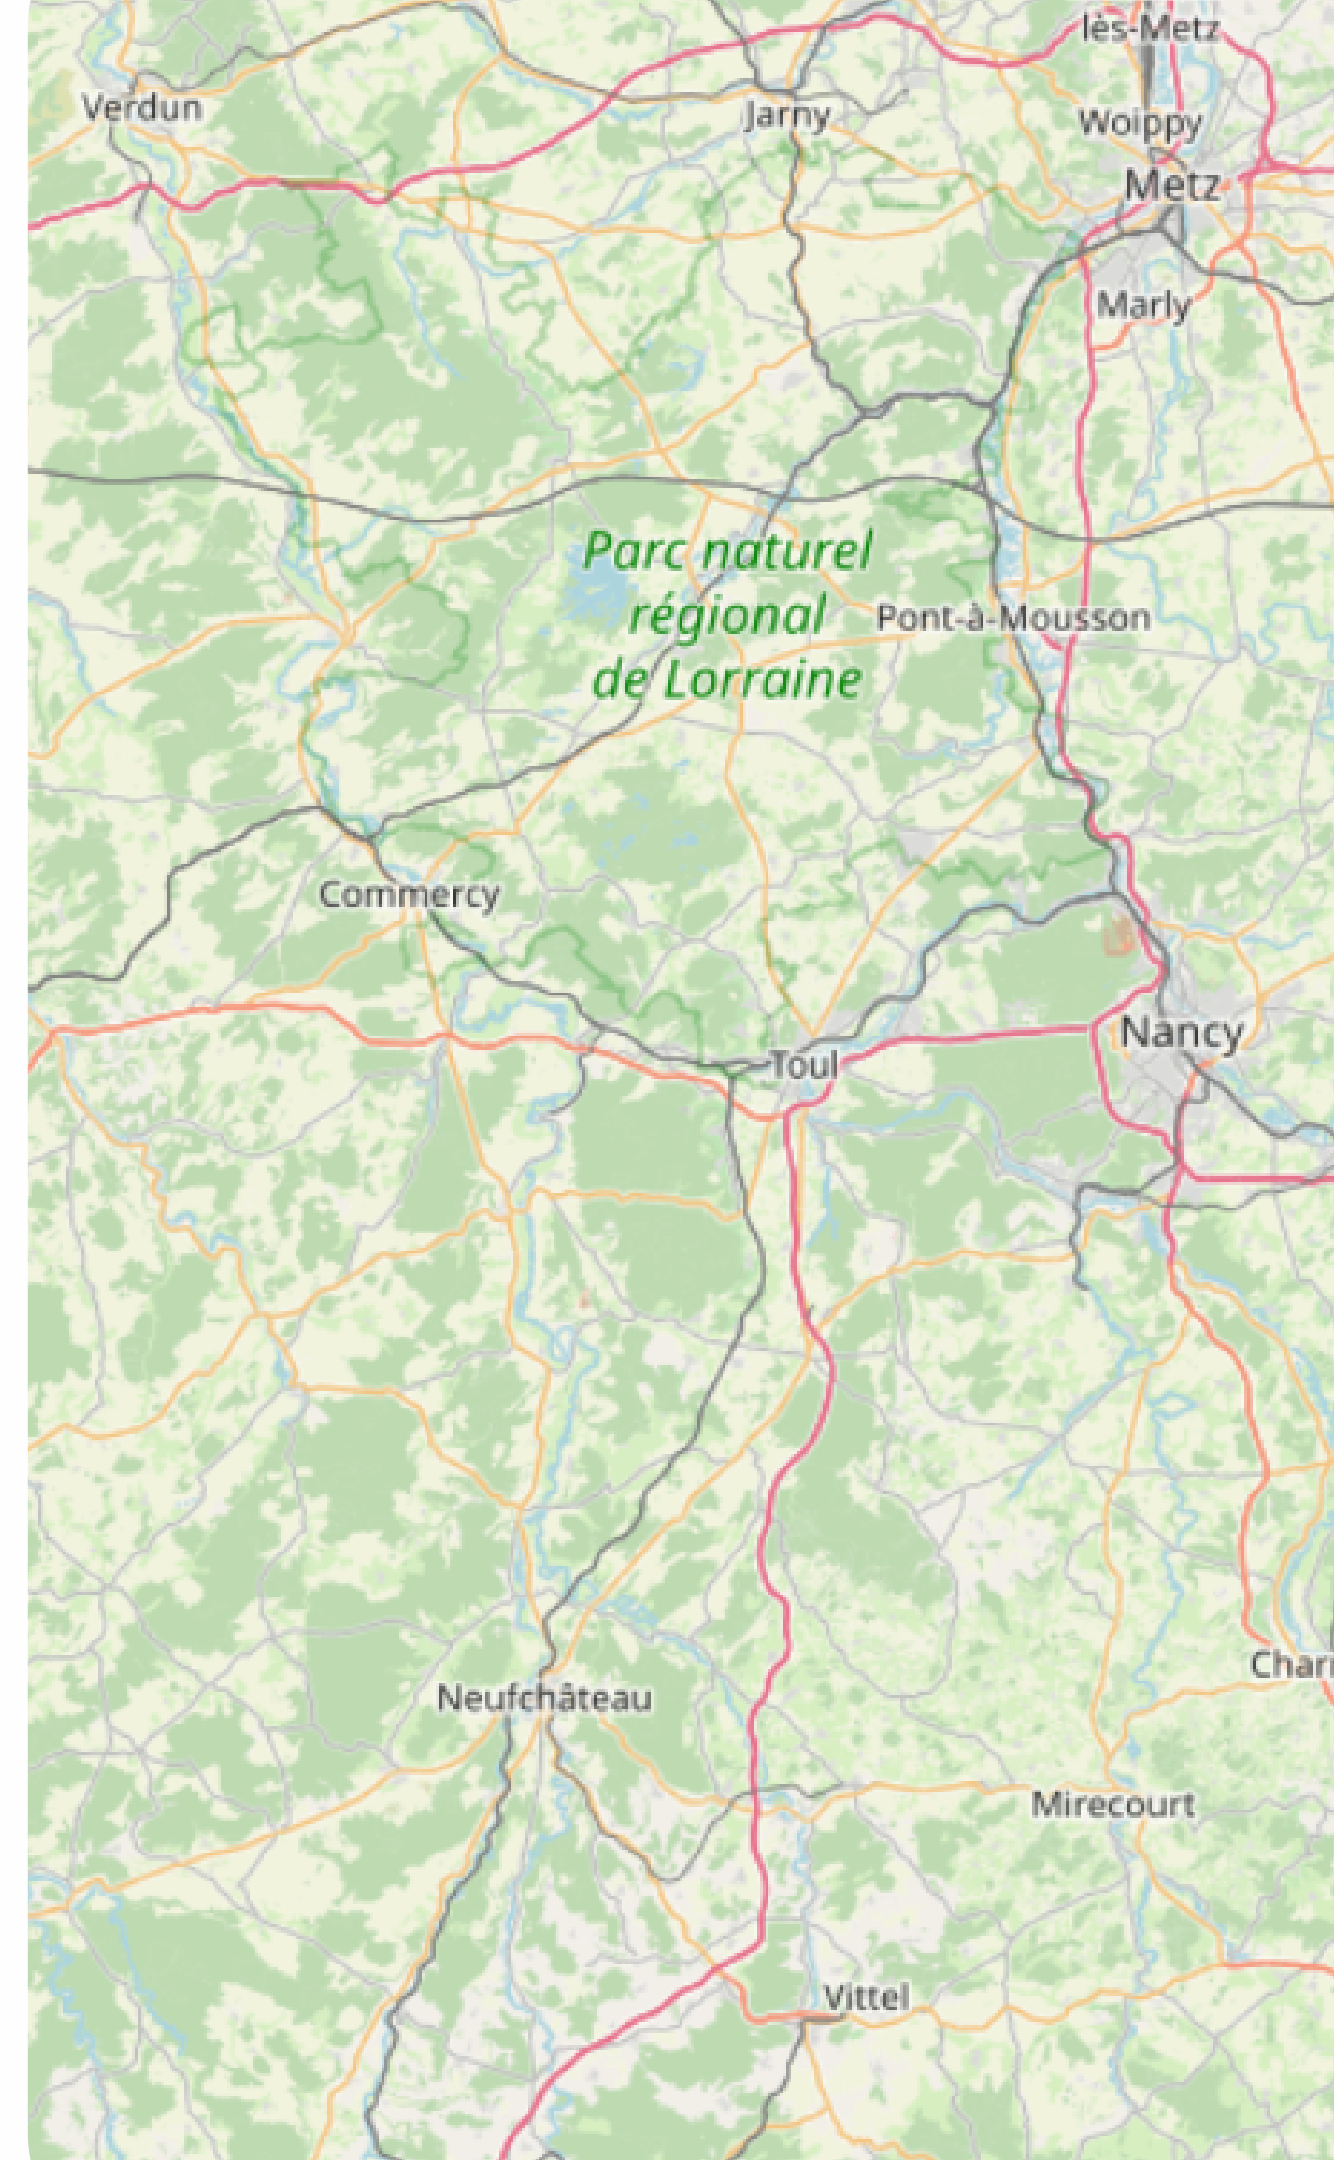 lès-Metz
Verdun
Jarny
Woippy
Metz
Marly
Parc naturel
régional
de Lorraine
Pont-à-Mousson
Commercy
Nancy
Toul
Charm
Neufchâteau
Mirecourt
Vittel